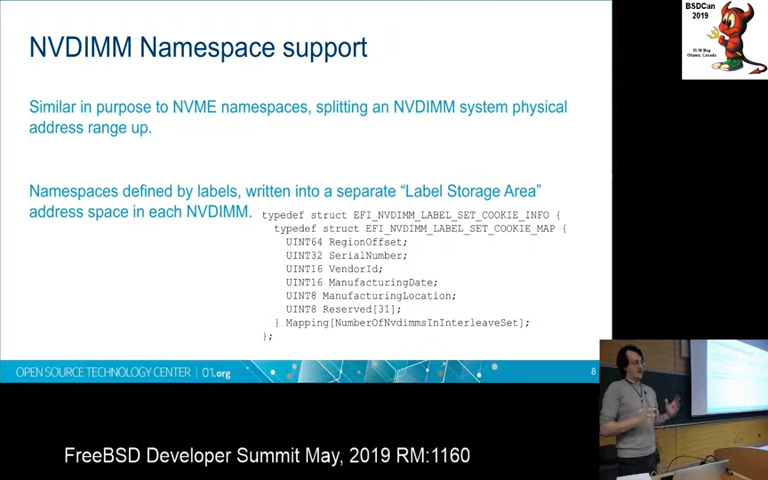 NVDIMM Namespace support
BSDCan
2019
15-18 May
Ottawa, Canada
Similar in purpose to NVME namespaces, splitting an NVDIMM system physical
address range up.
Namespaces defined by labels, written into a separate “Label Storage Area”
address space in each NVDIMM.
typedef struct EFI_NVDIMM_LABEL_SET_COOKIE_INFO {
typedef struct EFI_NVDIMM_LABEL_SET_COOKIE_MAP {
UINT64 RegionOffset;
UINT32 SerialNumber;
UINT16 VendorId;
UINT16 ManufacturingDate;
UINT8 ManufacturingLocation;
UINT8 Reserved[31];
} Mapping[NumberOfNvdimmsInInterleaveSet];
};
OPEN SOURCE TECHNOLOGY CENTER | 01.org
8
FreeBSD Developer Summit May, 2019 RM:1160